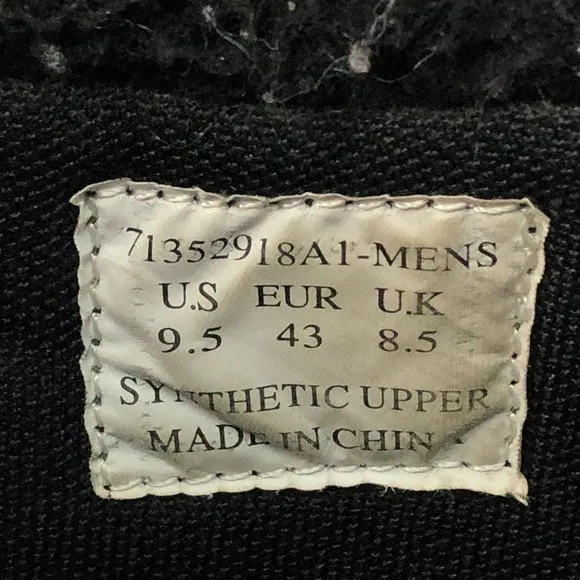 71352918A1-MENS
U.S EUR U.K
9.5 43 8.5
SYNTHETIC UPPER
MADE IN CHINA